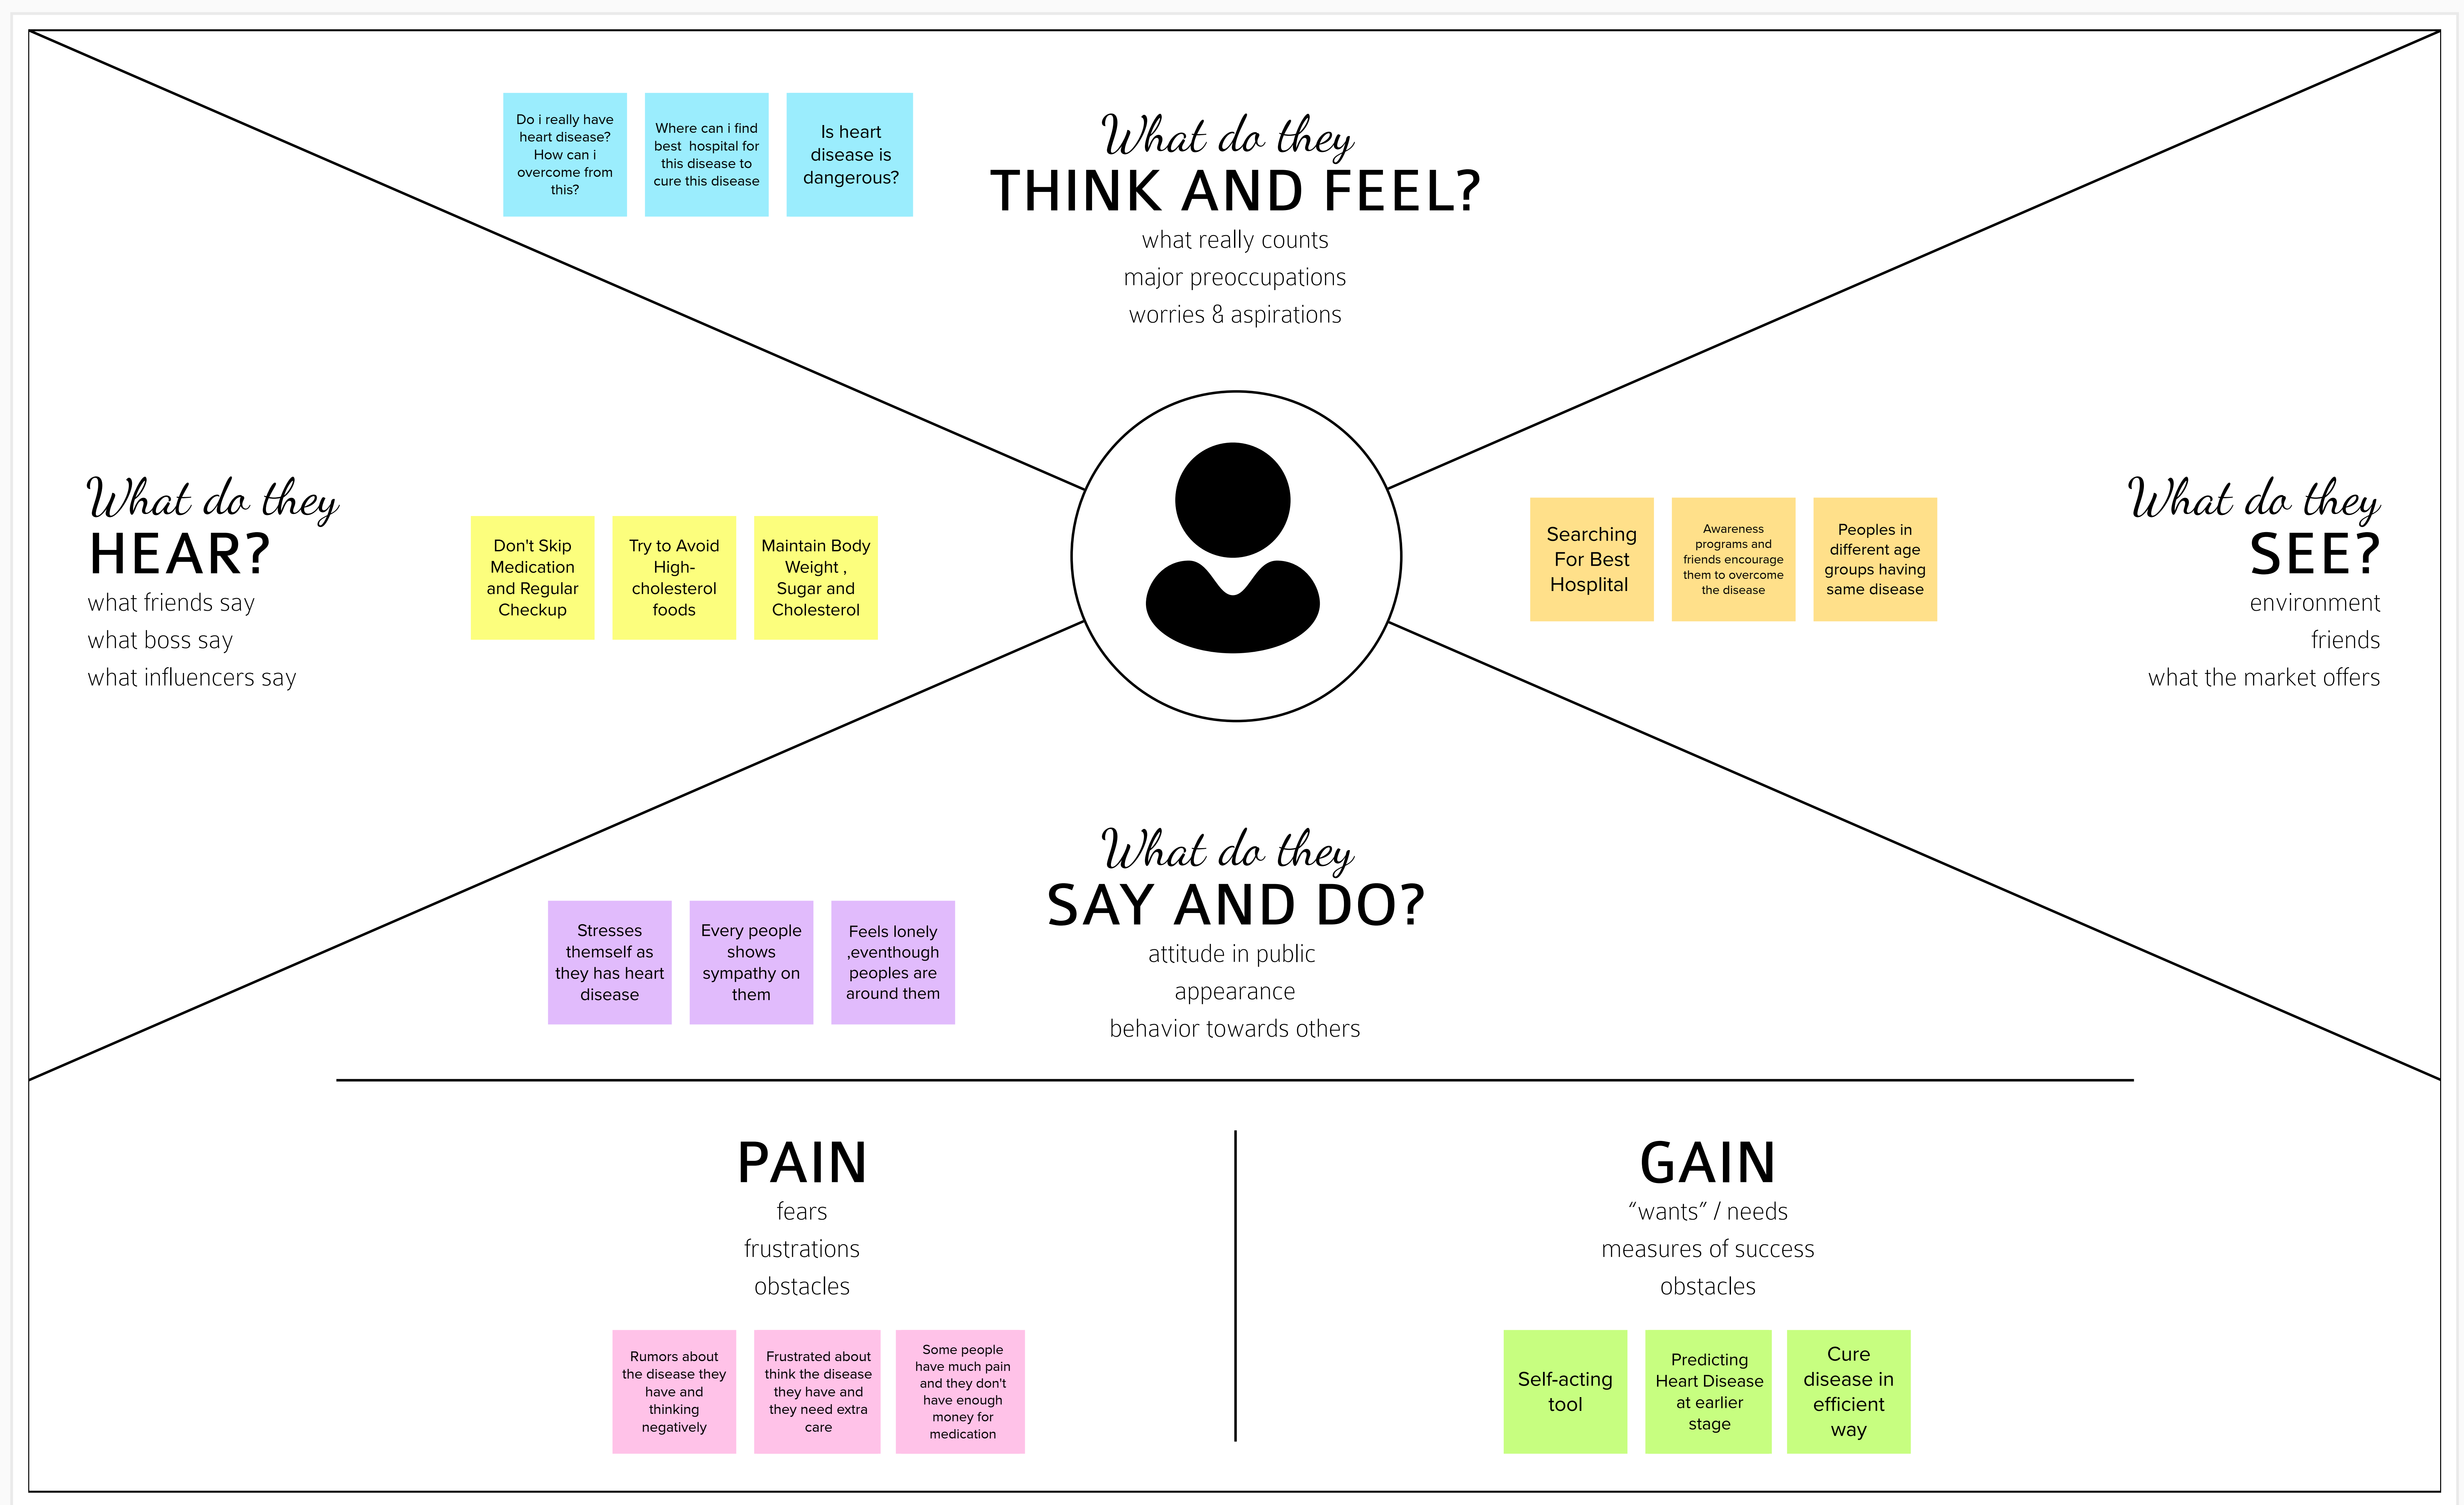 Do i really have
heart disease?
How can i
overcome from
this?
Where can i find
best hospital for
this disease to
cure this disease
Is heart
disease is
dangerous?
What do they
THINK AND FEEL?
what really counts
major preoccupations
worries & aspirations
What do they
HEAR?
what friends say
what boss say
what influencers say
Don't Skip
Medication
and Regular
Checkup
Try to Avoid
High-
cholesterol
foods
Maintain Body
Weight ,
Sugar and
Cholesterol
Searching
For Best
Hosplital
Awareness
programs and
friends encourage
them to overcome
the disease
Peoples in
different age
groups having
same disease
What do they
SEE?
environment
friends
what the market offers
What do they
SAY AND DO?
attitude in public
appearance
behavior towards others
Stresses
themself as
they has heart
disease
Every people
shows
sympathy on
them
Feels lonely
,eventhough
peoples are
around them
PAIN
fears
frustrations
obstacles
Rumors about
the disease they
have and
thinking
negatively
Frustrated about
think the disease
they have and
they need extra
care
Some people
have much pain
and they don't
have enough
money for
medication
GAIN
“wants” / needs
measures of success
obstacles
Self-acting
tool
Predicting
Heart Disease
at earlier
stage
Cure
disease in
efficient
way